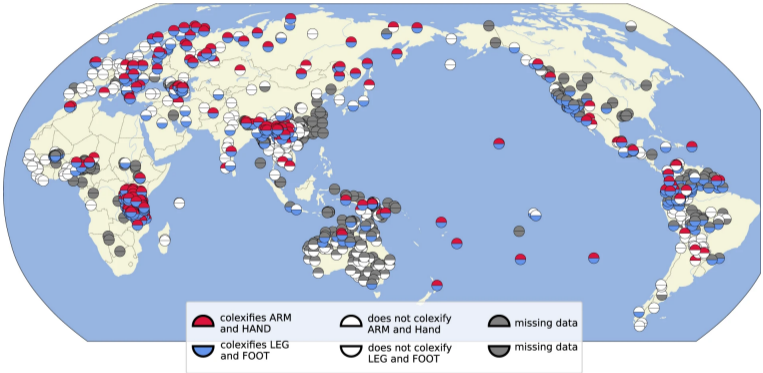 colexifies ARM
and HAND
does not colexify
ARM and Hand
missing data
colexifies LEG
and FOOT
does not colexify
LEG and FOOT
missing data